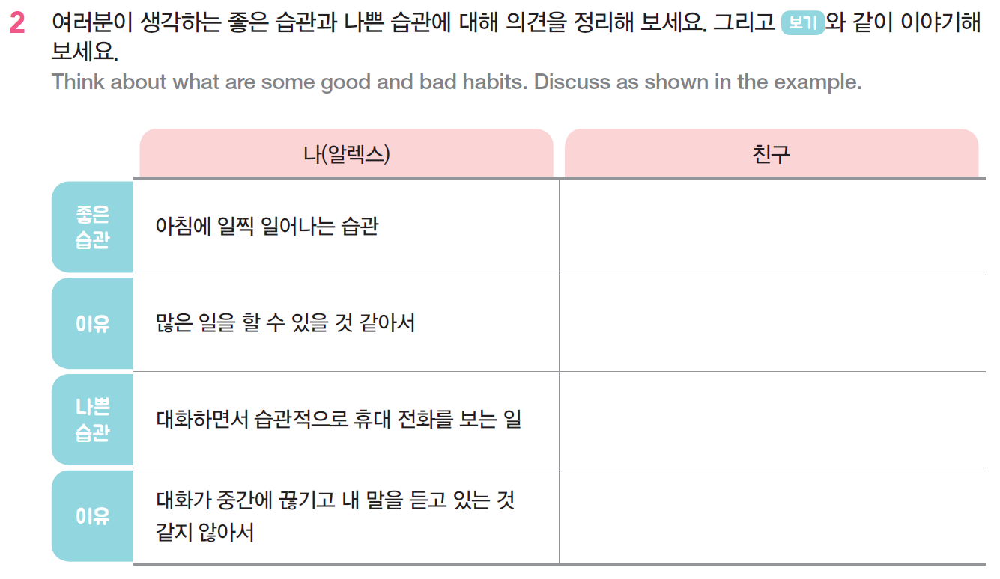 2 여러분이 생각하는 좋은 습관과 나쁜 습관에 대해 의견을 정리해 보세요. 그리고 보기와 같이 이야기해
보세요.
Think about what are some good and bad habits. Discuss as shown in the example.
나(알렉스) 친구
좋은
습관
아침에 일찍 일어나는 습관
이유
많은 일을 할 수 있을 것 같아서
나쁜
습관
대화하면서 습관적으로 휴대 전화를 보는 일
이유
대화가 중간에 끊기고 내 말을 듣고 있는 것
같지 않아서